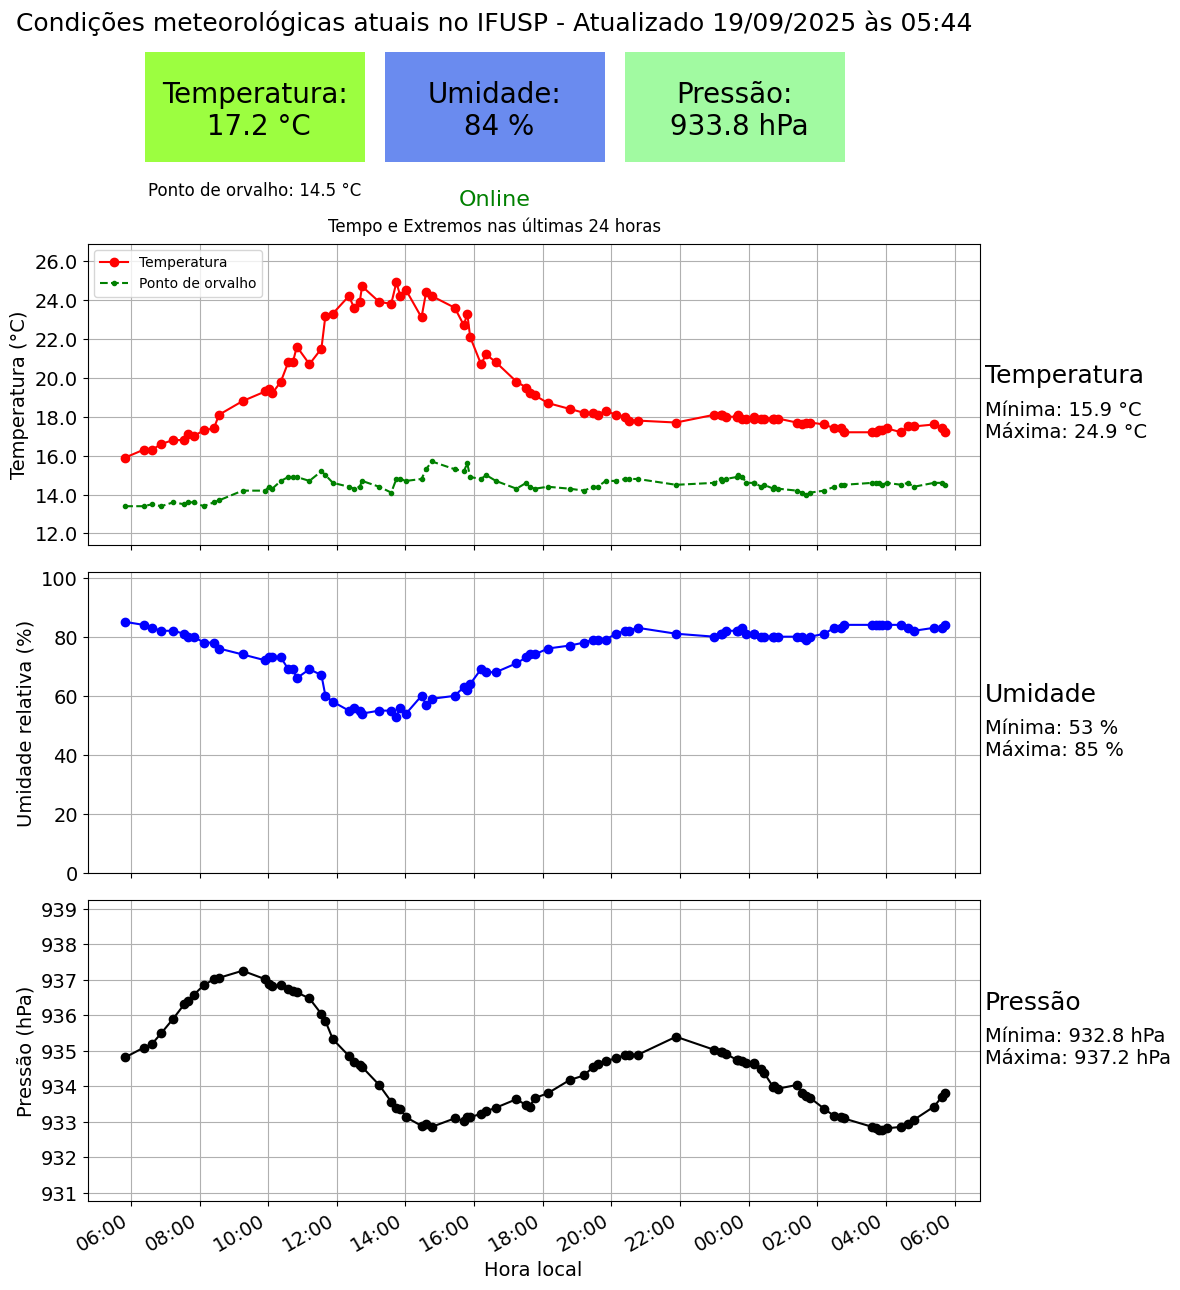 Condições meteorológicas atuais no IFUSP - Atualizado 19/09/2025 às 05:44
Temperatura:
17.2 °C
Umidade:
84 %
Pressão:
933.8 hPa
Ponto de orvalho: 14.5 °C
Online
Tempo e Extremos nas últimas 24 horas
Temperatura
Ponto de orvalho
Temperatura (°C)
26.0
24.0
22.0
20.0
18.0
16.0
14.0
12.0
Temperatura
Mínima: 15.9 °C
Máxima: 24.9 °C
Umidade relativa (%)
100
80
60
40
20
0
Umidade
Mínima: 53 %
Máxima: 85 %
Pressão (hPa)
939
938
937
936
935
934
933
932
931
Pressão
Mínima: 932.8 hPa
Máxima: 937.2 hPa
06:00 08:00 10:00 12:00 14:00 16:00 18:00 20:00 22:00 00:00 02:00 04:00 06:00
Hora local